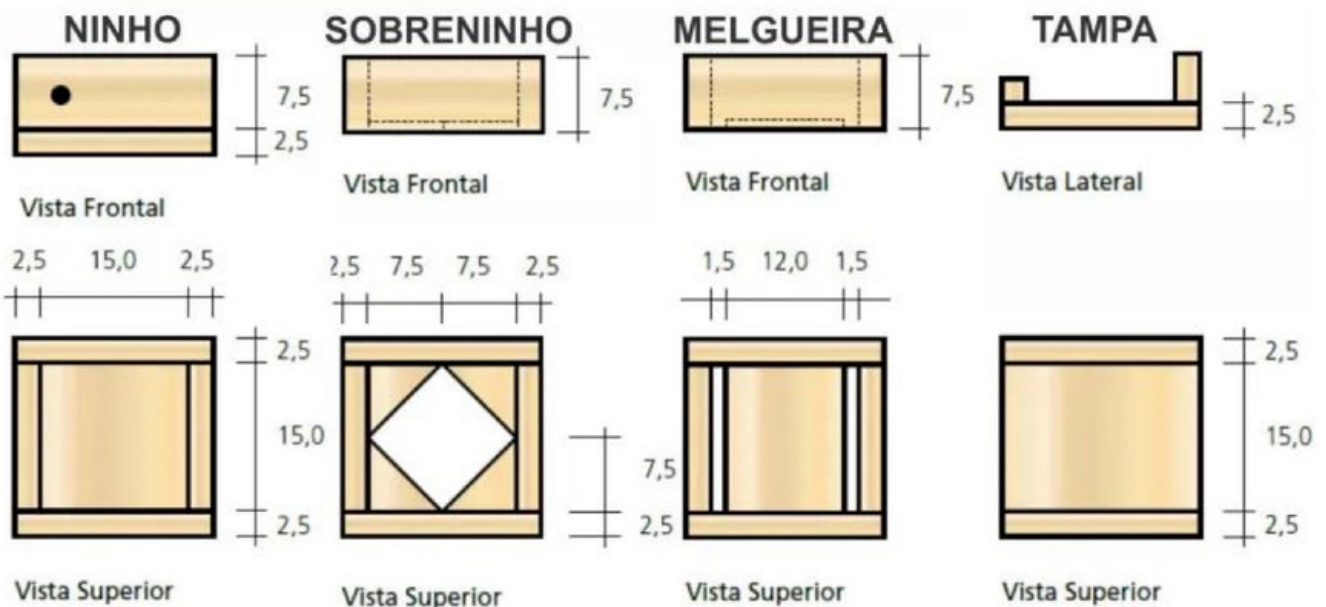 NINHO SOBRENINHO MELGUEIRA TAMPA
7,5 7,5 7,5
2,5 2,5
Vista Frontal Vista Frontal Vista Frontal Vista Lateral
2,5 15,0 2,5 2,5 7,5 7,5 2,5 1,5 12,0 1,5
2,5 2,5
15,0 7,5 15,0
2,5 2,5 2,5
Vista Superior Vista Superior Vista Superior Vista Superior